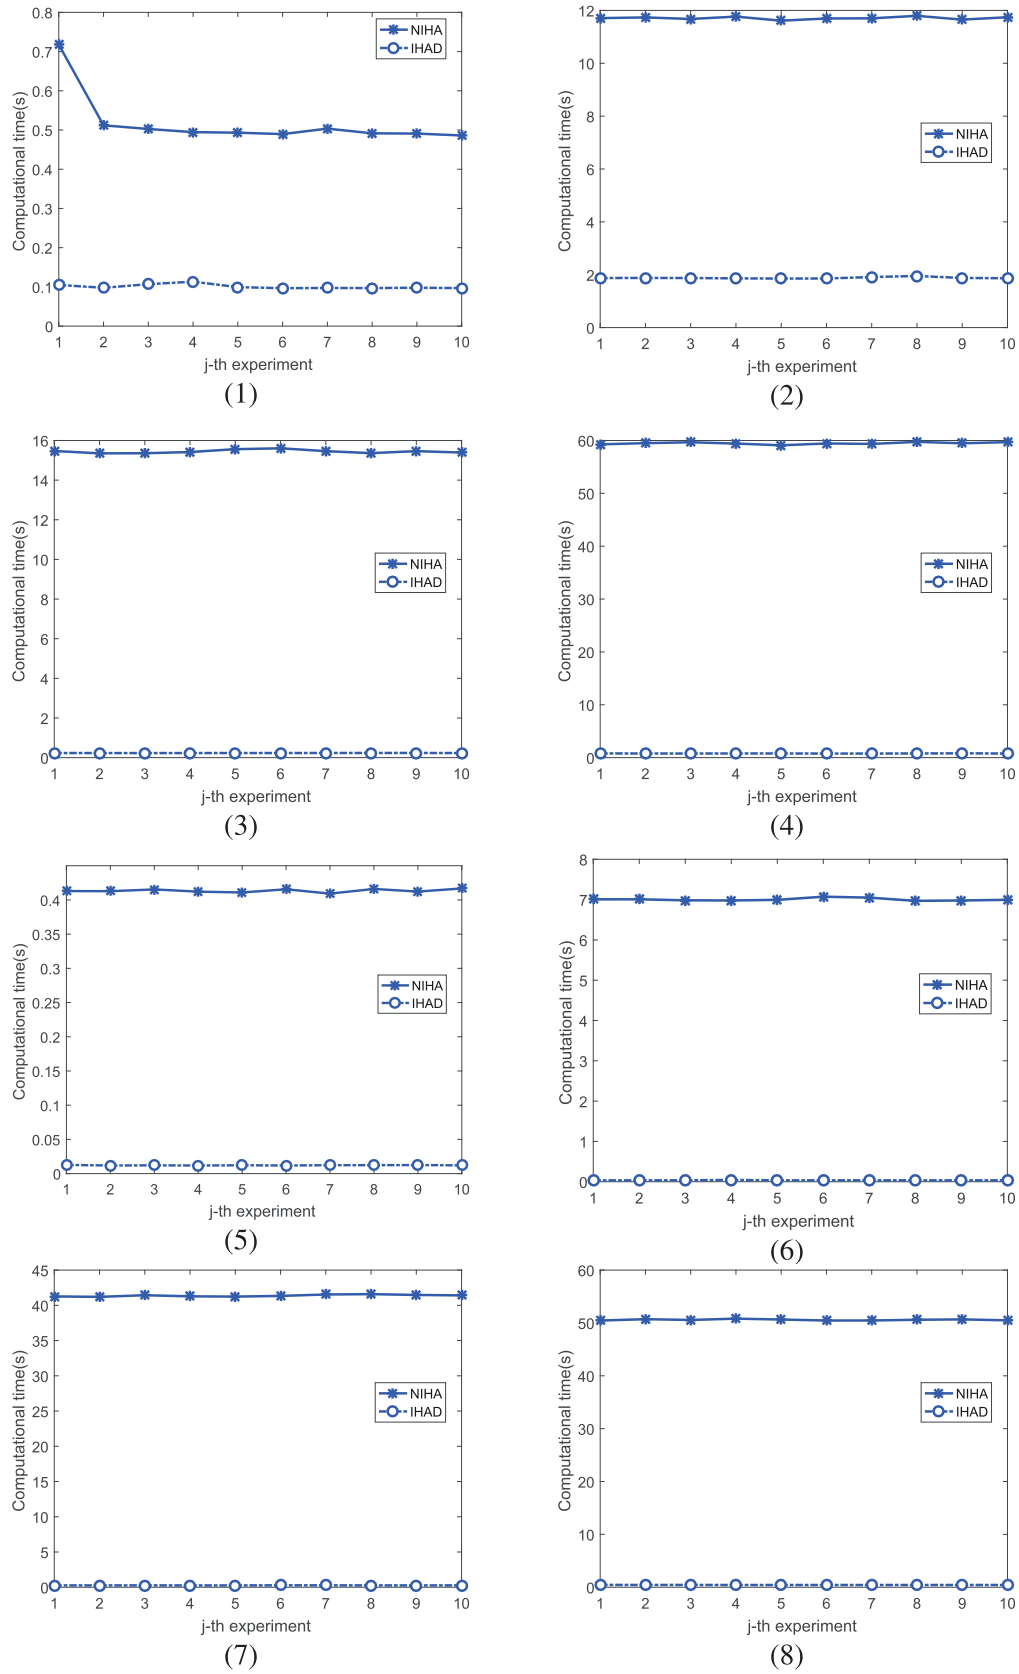 0.8
0.7
0.6
0.5
0.4
0.3
0.2
0.1
0
Computational time(s)
NIHA
IHAD
1 2 3 4 5 6 7 8 9 10
j-th experiment
(1)
12
10
8
6
4
2
0
Computational time(s)
NIHA
IHAD
1 2 3 4 5 6 7 8 9 10
j-th experiment
(2)
16
14
12
10
8
6
4
2
0
Computational time(s)
NIHA
IHAD
1 2 3 4 5 6 7 8 9 10
j-th experiment
(3)
60
50
40
30
20
10
0
Computational time(s)
NIHA
IHAD
1 2 3 4 5 6 7 8 9 10
j-th experiment
(4)
0.4
0.35
0.3
0.25
0.2
0.15
0.1
0.05
0
Computational time(s)
NIHA
IHAD
1 2 3 4 5 6 7 8 9 10
j-th experiment
(5)
8
7
6
5
4
3
2
1
0
Computational time(s)
NIHA
IHAD
1 2 3 4 5 6 7 8 9 10
j-th experiment
(6)
45
40
35
30
25
20
15
10
5
0
Computational time(s)
NIHA
IHAD
1 2 3 4 5 6 7 8 9 10
j-th experiment
(7)
60
50
40
30
20
10
0
Computational time(s)
NIHA
IHAD
1 2 3 4 5 6 7 8 9 10
j-th experiment
(8)